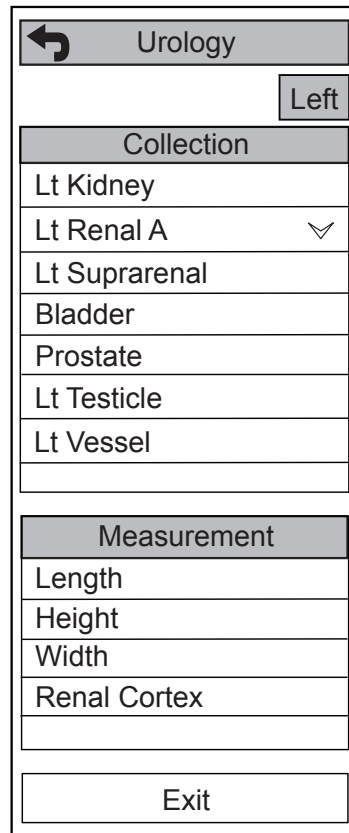 Urology
Left
Collection
Lt Kidney
Lt Renal A
Lt Suprarenal
Bladder
Prostate
Lt Testicle
Lt Vessel
Measurement
Length
Height
Width
Renal Cortex
Exit